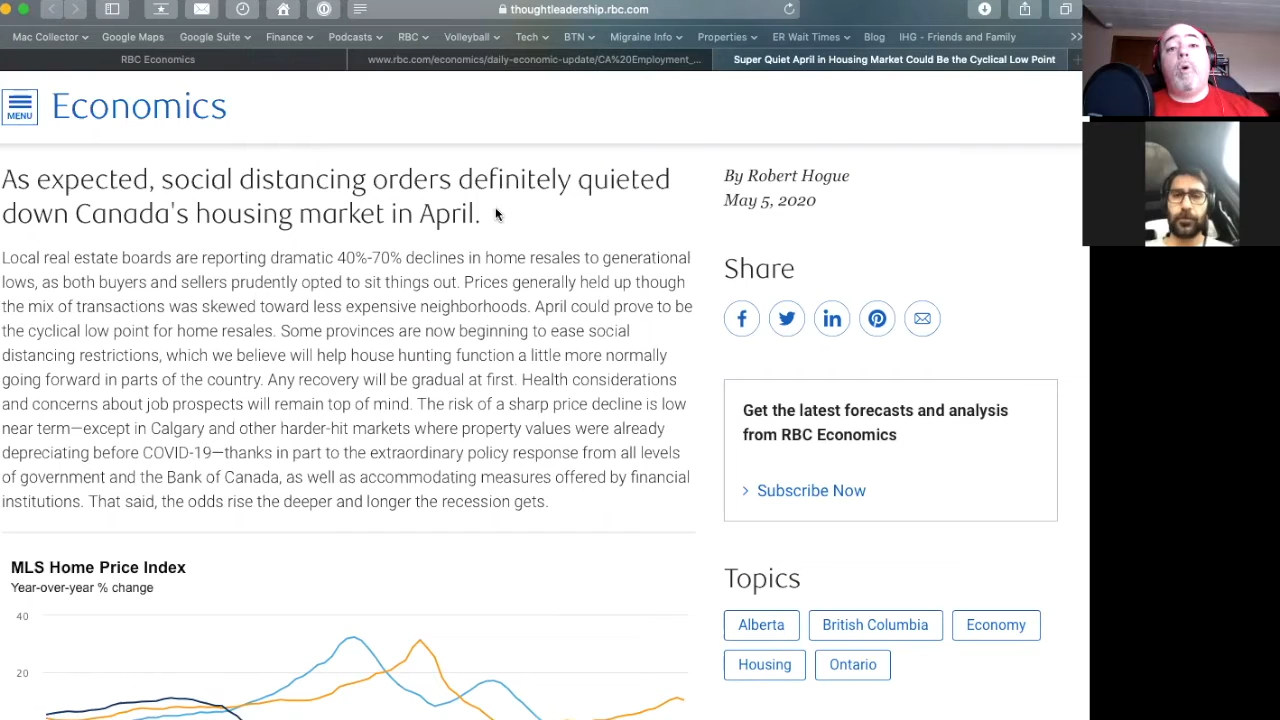 thoughtleadership.rbc.com
Mac Collector Google Maps Google Suite Finance Podcasts RBC Volleyball Tech BTN Migraine Info Properties ER Wait Times Blog IHG - Friends and Family >>
RBC Economics www.rbc.com/economics/daily-economic-update/CA%20Employment_... Super Quiet April in Housing Market Could Be the Cyclical Low Point
MENU
Economics
As expected, social distancing orders definitely quieted
down Canada's housing market in April.
Local real estate boards are reporting dramatic 40%-70% declines in home resales to generational
lows, as both buyers and sellers prudently opted to sit things out. Prices generally held up though
the mix of transactions was skewed toward less expensive neighborhoods. April could prove to be
the cyclical low point for home resales. Some provinces are now beginning to ease social
distancing restrictions, which we believe will help house hunting function a little more normally
going forward in parts of the country. Any recovery will be gradual at first. Health considerations
and concerns about job prospects will remain top of mind. The risk of a sharp price decline is low
near term—except in Calgary and other harder-hit markets where property values were already
depreciating before COVID-19—thanks in part to the extraordinary policy response from all levels
of government and the Bank of Canada, as well as accommodating measures offered by financial
institutions. That said, the odds rise the deeper and longer the recession gets.
MLS Home Price Index
Year-over-year % change
40
20
By Robert Hogue
May 5, 2020
Share
Get the latest forecasts and analysis
from RBC Economics
> Subscribe Now
Topics
Alberta British Columbia Economy
Housing Ontario